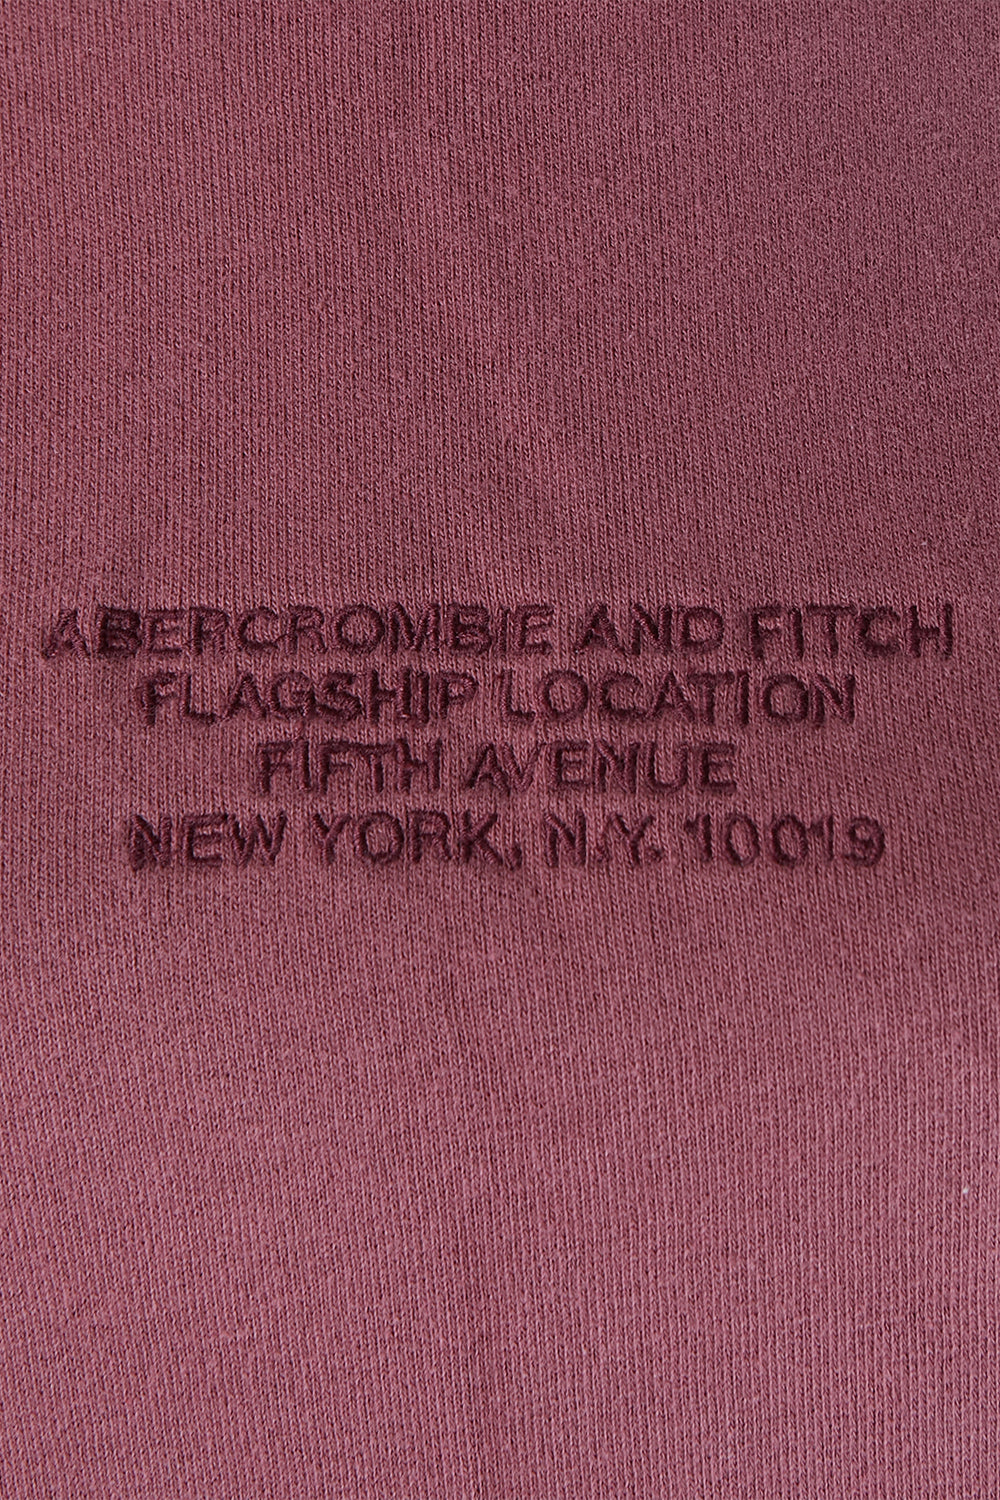 ABERCROMBIE AND FITCH
FLAGSHIP LOCATION
FIFTH AVENUE
NEW YORK, N.Y. 10019